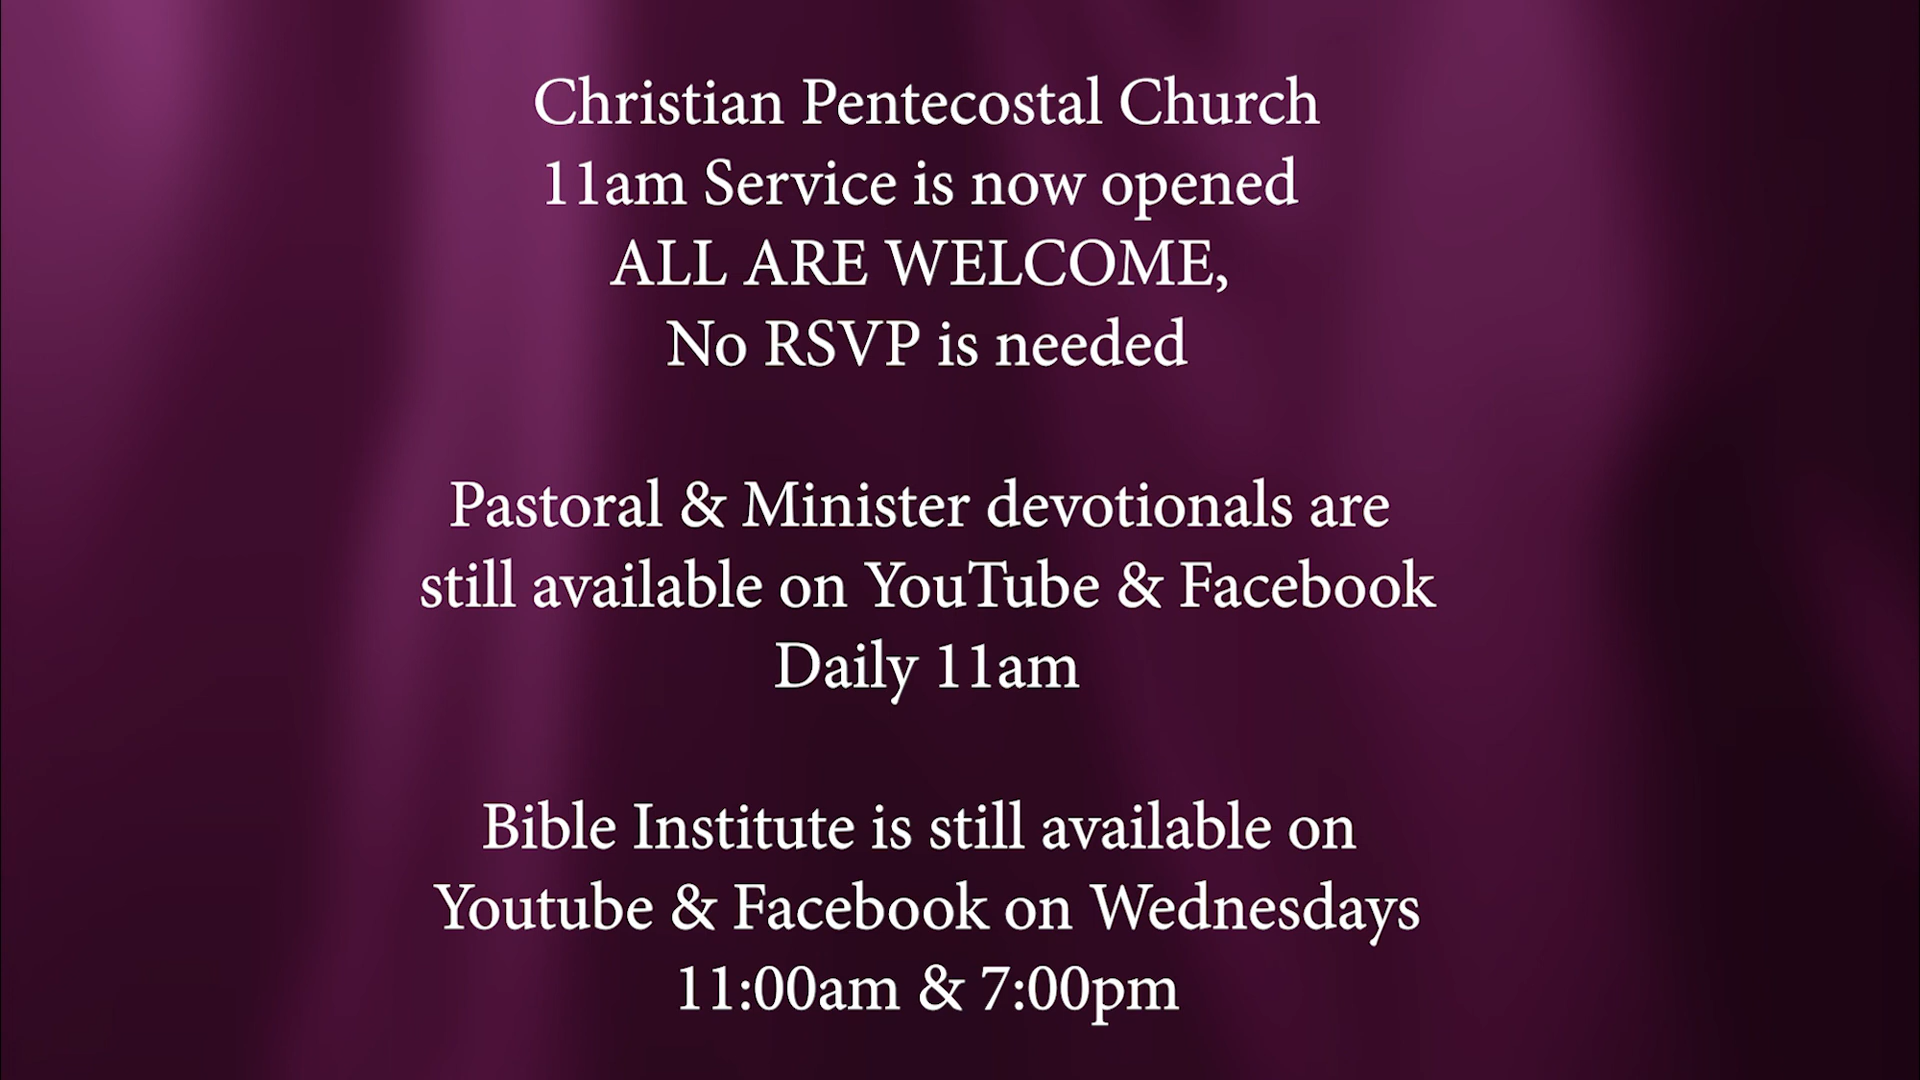 Christian Pentecostal Church
11am Service is now opened
ALL ARE WELCOME,
No RSVP is needed
Pastoral & Minister devotionals are
still available on YouTube & Facebook
Daily 11am
Bible Institute is still available on
Youtube & Facebook on Wednesdays
11:00am & 7:00pm